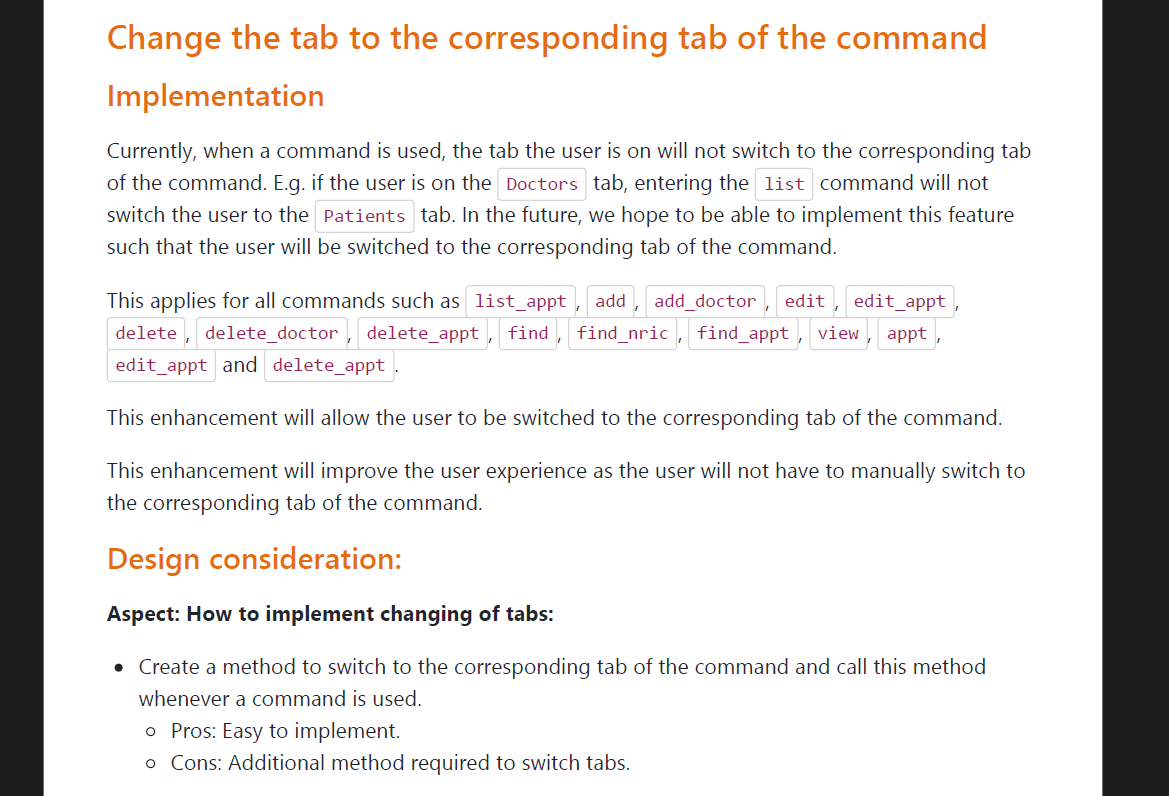 Change the tab to the corresponding tab of the command
Implementation
Currently, when a command is used, the tab the user is on will not switch to the corresponding tab
of the command. E.g. if the user is on the Doctors tab, entering the list command will not
switch the user to the Patients tab. In the future, we hope to be able to implement this feature
such that the user will be switched to the corresponding tab of the command.
This applies for all commands such as list_appt, add, add_doctor, edit, edit_appt,
delete, delete_doctor, delete_appt, find, find_nric, find_appt, view, appt,
edit_appt and delete_appt.
This enhancement will allow the user to be switched to the corresponding tab of the command.
This enhancement will improve the user experience as the user will not have to manually switch to
the corresponding tab of the command.
Design consideration:
Aspect: How to implement changing of tabs:
• Create a method to switch to the corresponding tab of the command and call this method
whenever a command is used.
○ Pros: Easy to implement.
○ Cons: Additional method required to switch tabs.